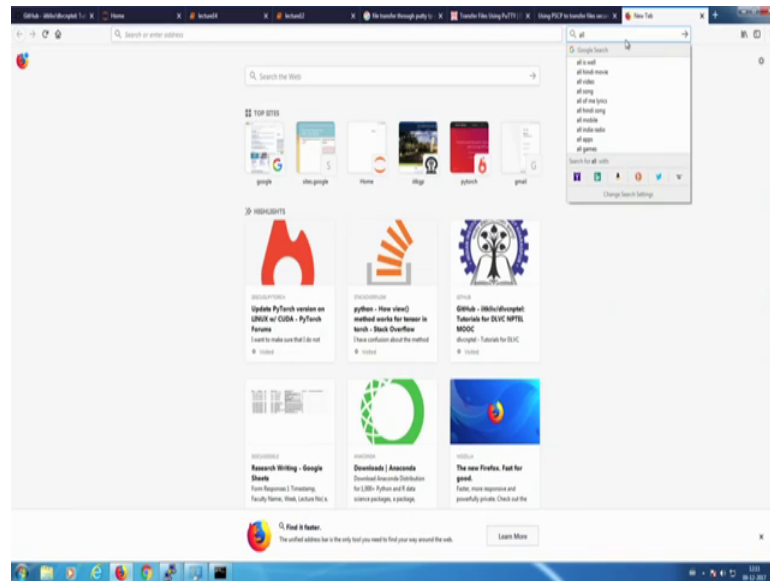 GitHub - iitkliv/dlvcnptel: Tut
Home
lecture14
lecture12
file transfer through putty
Transfer Files Using PuTTY |
Using PSCP to transfer files secur
New Tab
Search or enter address
all
Google Search
all is well
all hindi movie
all video
all song
all of me lyrics
all hindi song
all mobile
all india radio
all apps
all games
Search for all with:
Change Search Settings
Search the Web
TOP SITES
google
sites.google
Home
iitkgp
pytorch
gmail
HIGHLIGHTS
DISCUSS.PYTORCH
Update PyTorch version on
LINUX w/ CUDA - PyTorch
Forums
I want to make sure that I do not
Visited
STACKOVERFLOW
python - How view()
method works for tensor in
torch - Stack Overflow
I have confusion about the method
Visited
GITHUB
GitHub - iitkliv/dlvcnptel:
Tutorials for DLVC NPTEL
MOOC
dlvcnptel - Tutorials for DLVC
Visited
DOCS.GOOGLE
Research Writing - Google
Sheets
Form Responses 1 Timestamp,
Faculty Name, Week, Lecture No( e.
ANACONDA
Downloads | Anaconda
Download Anaconda Distribution
for 1,000+ Python and R data
science packages, a package,
MOZILLA
The new Firefox. Fast for
good.
Faster, more responsive and
powerfully private. Check out the
Find it faster.
The unified address bar is the only tool you need to find your way around the web.
Learn More